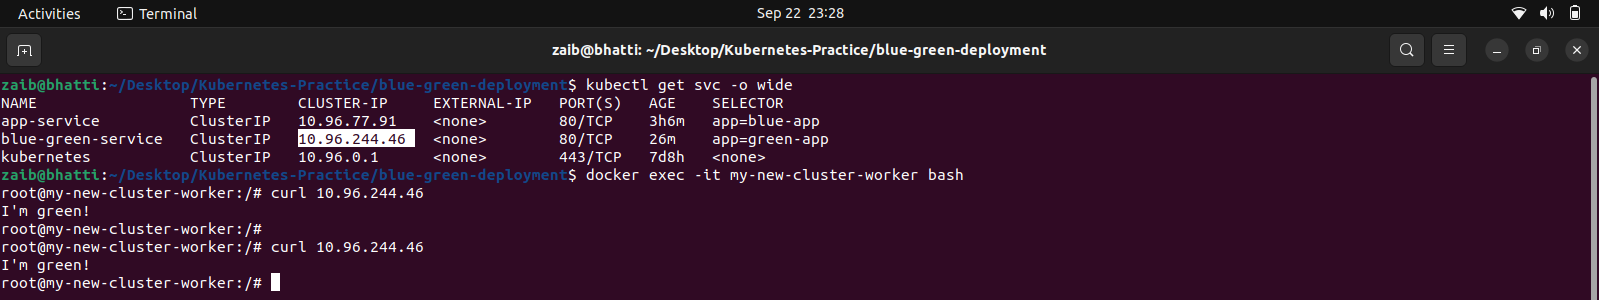 Activities Terminal Sep 22 23:28
zaib@bhatti: ~/Desktop/Kubernetes-Practice/blue-green-deployment
zaib@bhatti:~/Desktop/Kubernetes-Practice/blue-green-deployment$ kubectl get svc -o wide
NAME TYPE CLUSTER-IP EXTERNAL-IP PORT(S) AGE SELECTOR
app-service ClusterIP 10.96.77.91 <none> 80/TCP 3h6m app=blue-app
blue-green-service ClusterIP 10.96.244.46 <none> 80/TCP 26m app=green-app
kubernetes ClusterIP 10.96.0.1 <none> 443/TCP 7d8h <none>
zaib@bhatti:~/Desktop/Kubernetes-Practice/blue-green-deployment$ docker exec -it my-new-cluster-worker bash
root@my-new-cluster-worker:/# curl 10.96.244.46
I'm green!
root@my-new-cluster-worker:/#
root@my-new-cluster-worker:/# curl 10.96.244.46
I'm green!
root@my-new-cluster-worker:/#